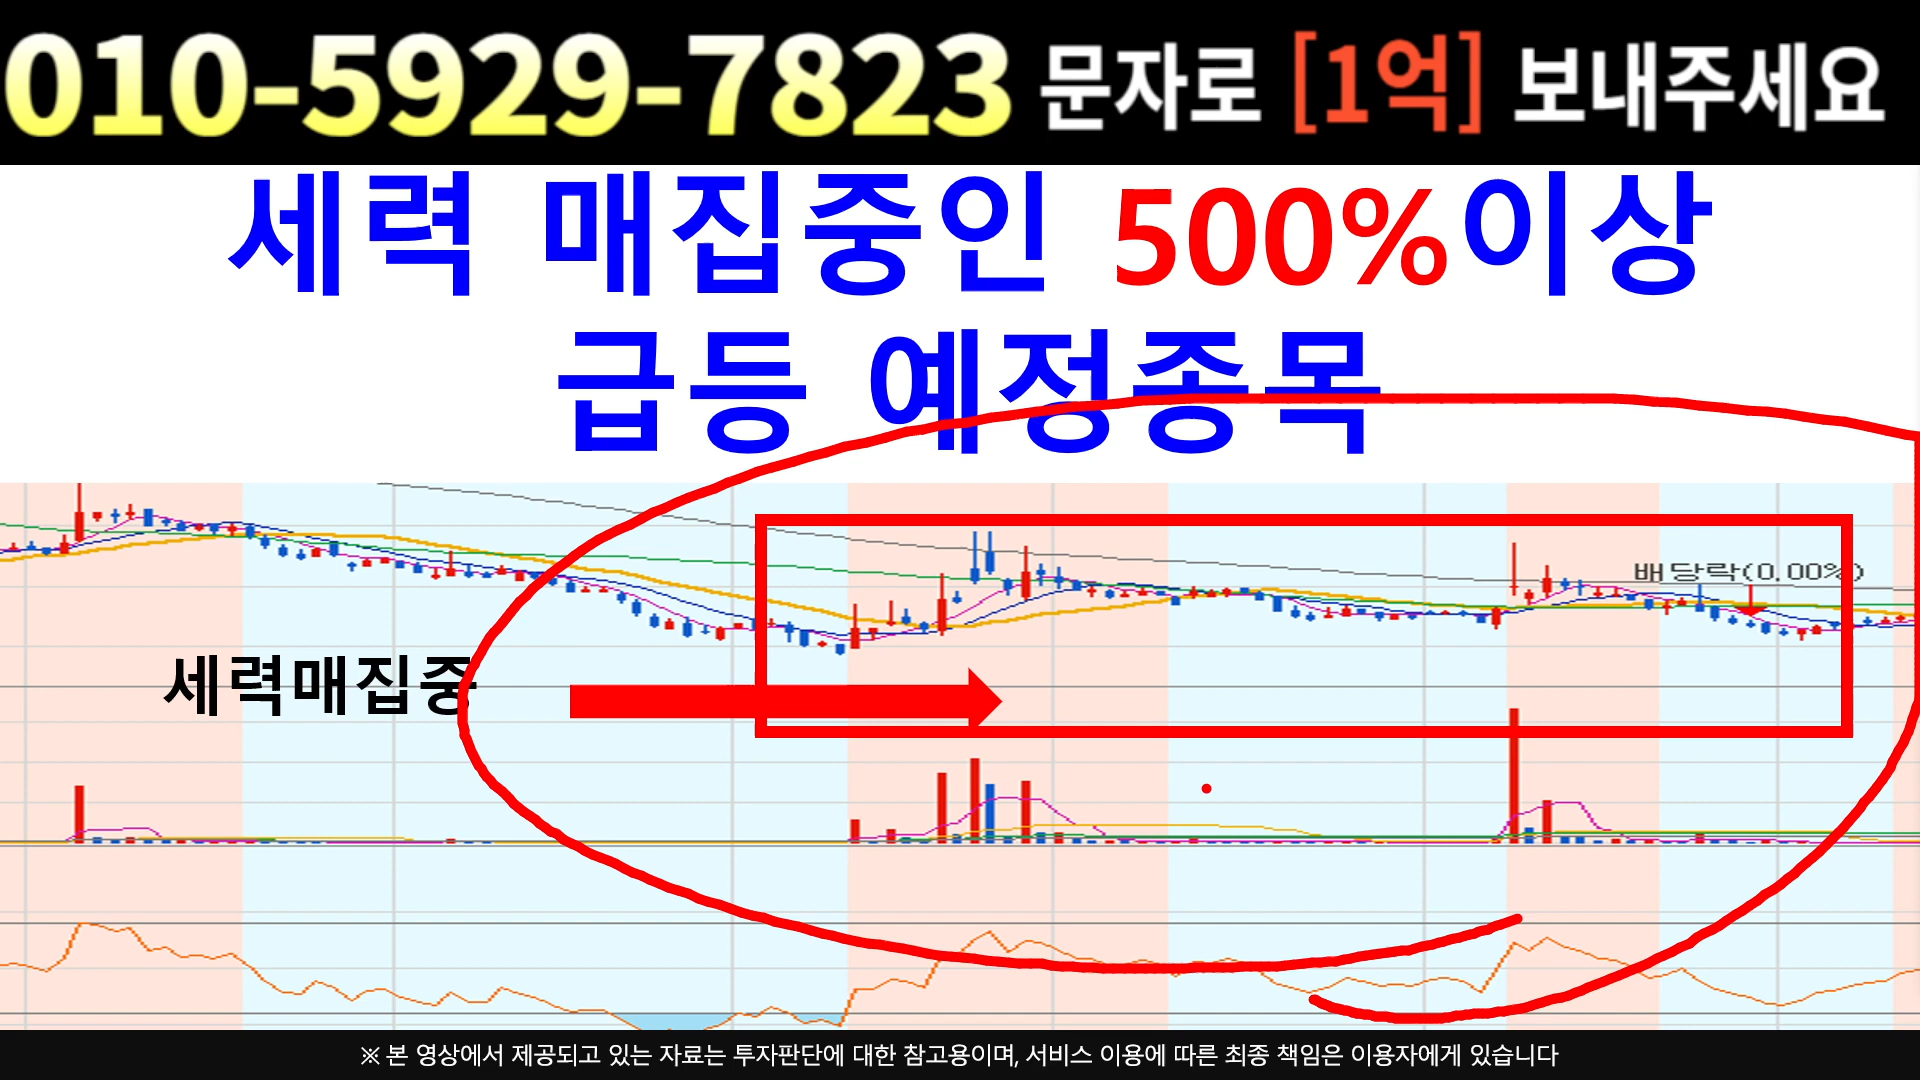 010-5929-7823 문자로 [1억] 보내주세요
세력 매집중인 500%이상
급등 예정종목
배당락(0.00%)
세력매집중
※ 본 영상에서 제공되고 있는 자료는 투자판단에 대한 참고용이며, 서비스 이용에 따른 최종 책임은 이용자에게 있습니다